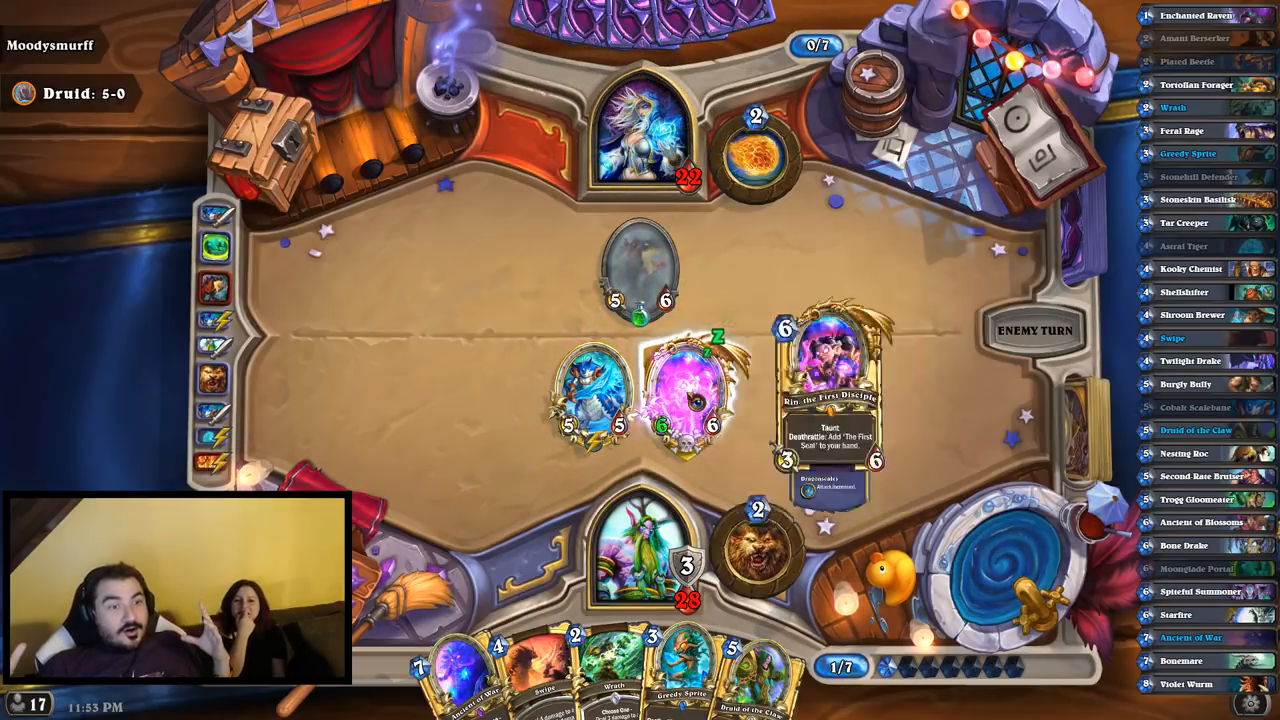 Moodysmurff
Druid: 5-0
0/7
2
22
5 6
ENEMY TURN
5 5
6 6
6
Rin, the First Disciple
Taunt
Deathrattle: Add 'The First
Seal' to your hand.
3 6
Dragonscales
Attack increased.
2
3
28
7
Ancient of War
4
Swipe
2
Wrath
Choose One -
3
Greedy Sprite
5
Druid of the Claw
1/7
17
11:53 PM
1 Enchanted Raven
2 Amani Berserker
2 Plated Beetle
2 Tortollan Forager
2 Wrath
3 Feral Rage
3 Greedy Sprite
3 Stonehill Defender
3 Stoneskin Basilisk
3 Tar Creeper
4 Astral Tiger
4 Kooky Chemist
4 Shellshifter
4 Shroom Brewer
4 Swipe
4 Twilight Drake
5 Burgly Bully
5 Cobalt Scalebane
5 Druid of the Claw
5 Nesting Roc
5 Second-Rate Bruiser
5 Trogg Gloomeater
6 Ancient of Blossoms
6 Bone Drake
6 Moonglade Portal
6 Spiteful Summoner
6 Starfire
7 Ancient of War
7 Bonemare
8 Violet Wurm